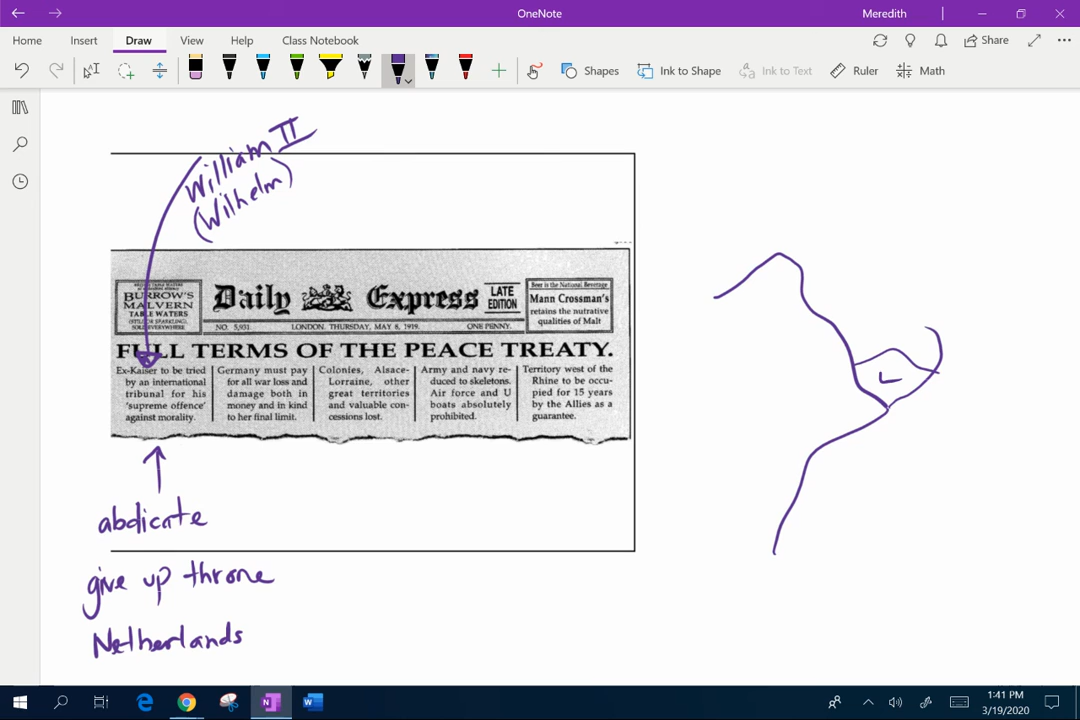 OneNote
Meredith
Home Insert Draw View Help Class Notebook
Share
Shapes Ink to Shape Ink to Text Ruler Math
William II
(Wilhelm)
BURROW'S
MALVERN
TABLE WATERS
Daily Express
LATE
EDITION
Beer is the National Beverage
Mann Crossman's
retains the nutritive
qualities of Malt
NO. 5,931. LONDON, THURSDAY, MAY 8, 1919. ONE PENNY.
FULL TERMS OF THE PEACE TREATY.
Ex-Kaiser to be tried
by an international
tribunal for his
'supreme offence'
against morality.
Germany must pay
for all war loss and
damage both in
money and in kind
to her final limit.
Colonies, Alsace-
Lorraine, other
great territories
and valuable con-
cessions lost.
Army and navy re-
duced to skeletons.
Air force and U
boats absolutely
prohibited.
Territory west of the
Rhine to be occu-
pied for 15 years
by the Allies as a
guarantee.
L
abdicate
give up throne
Netherlands
1:41 PM
3/19/2020